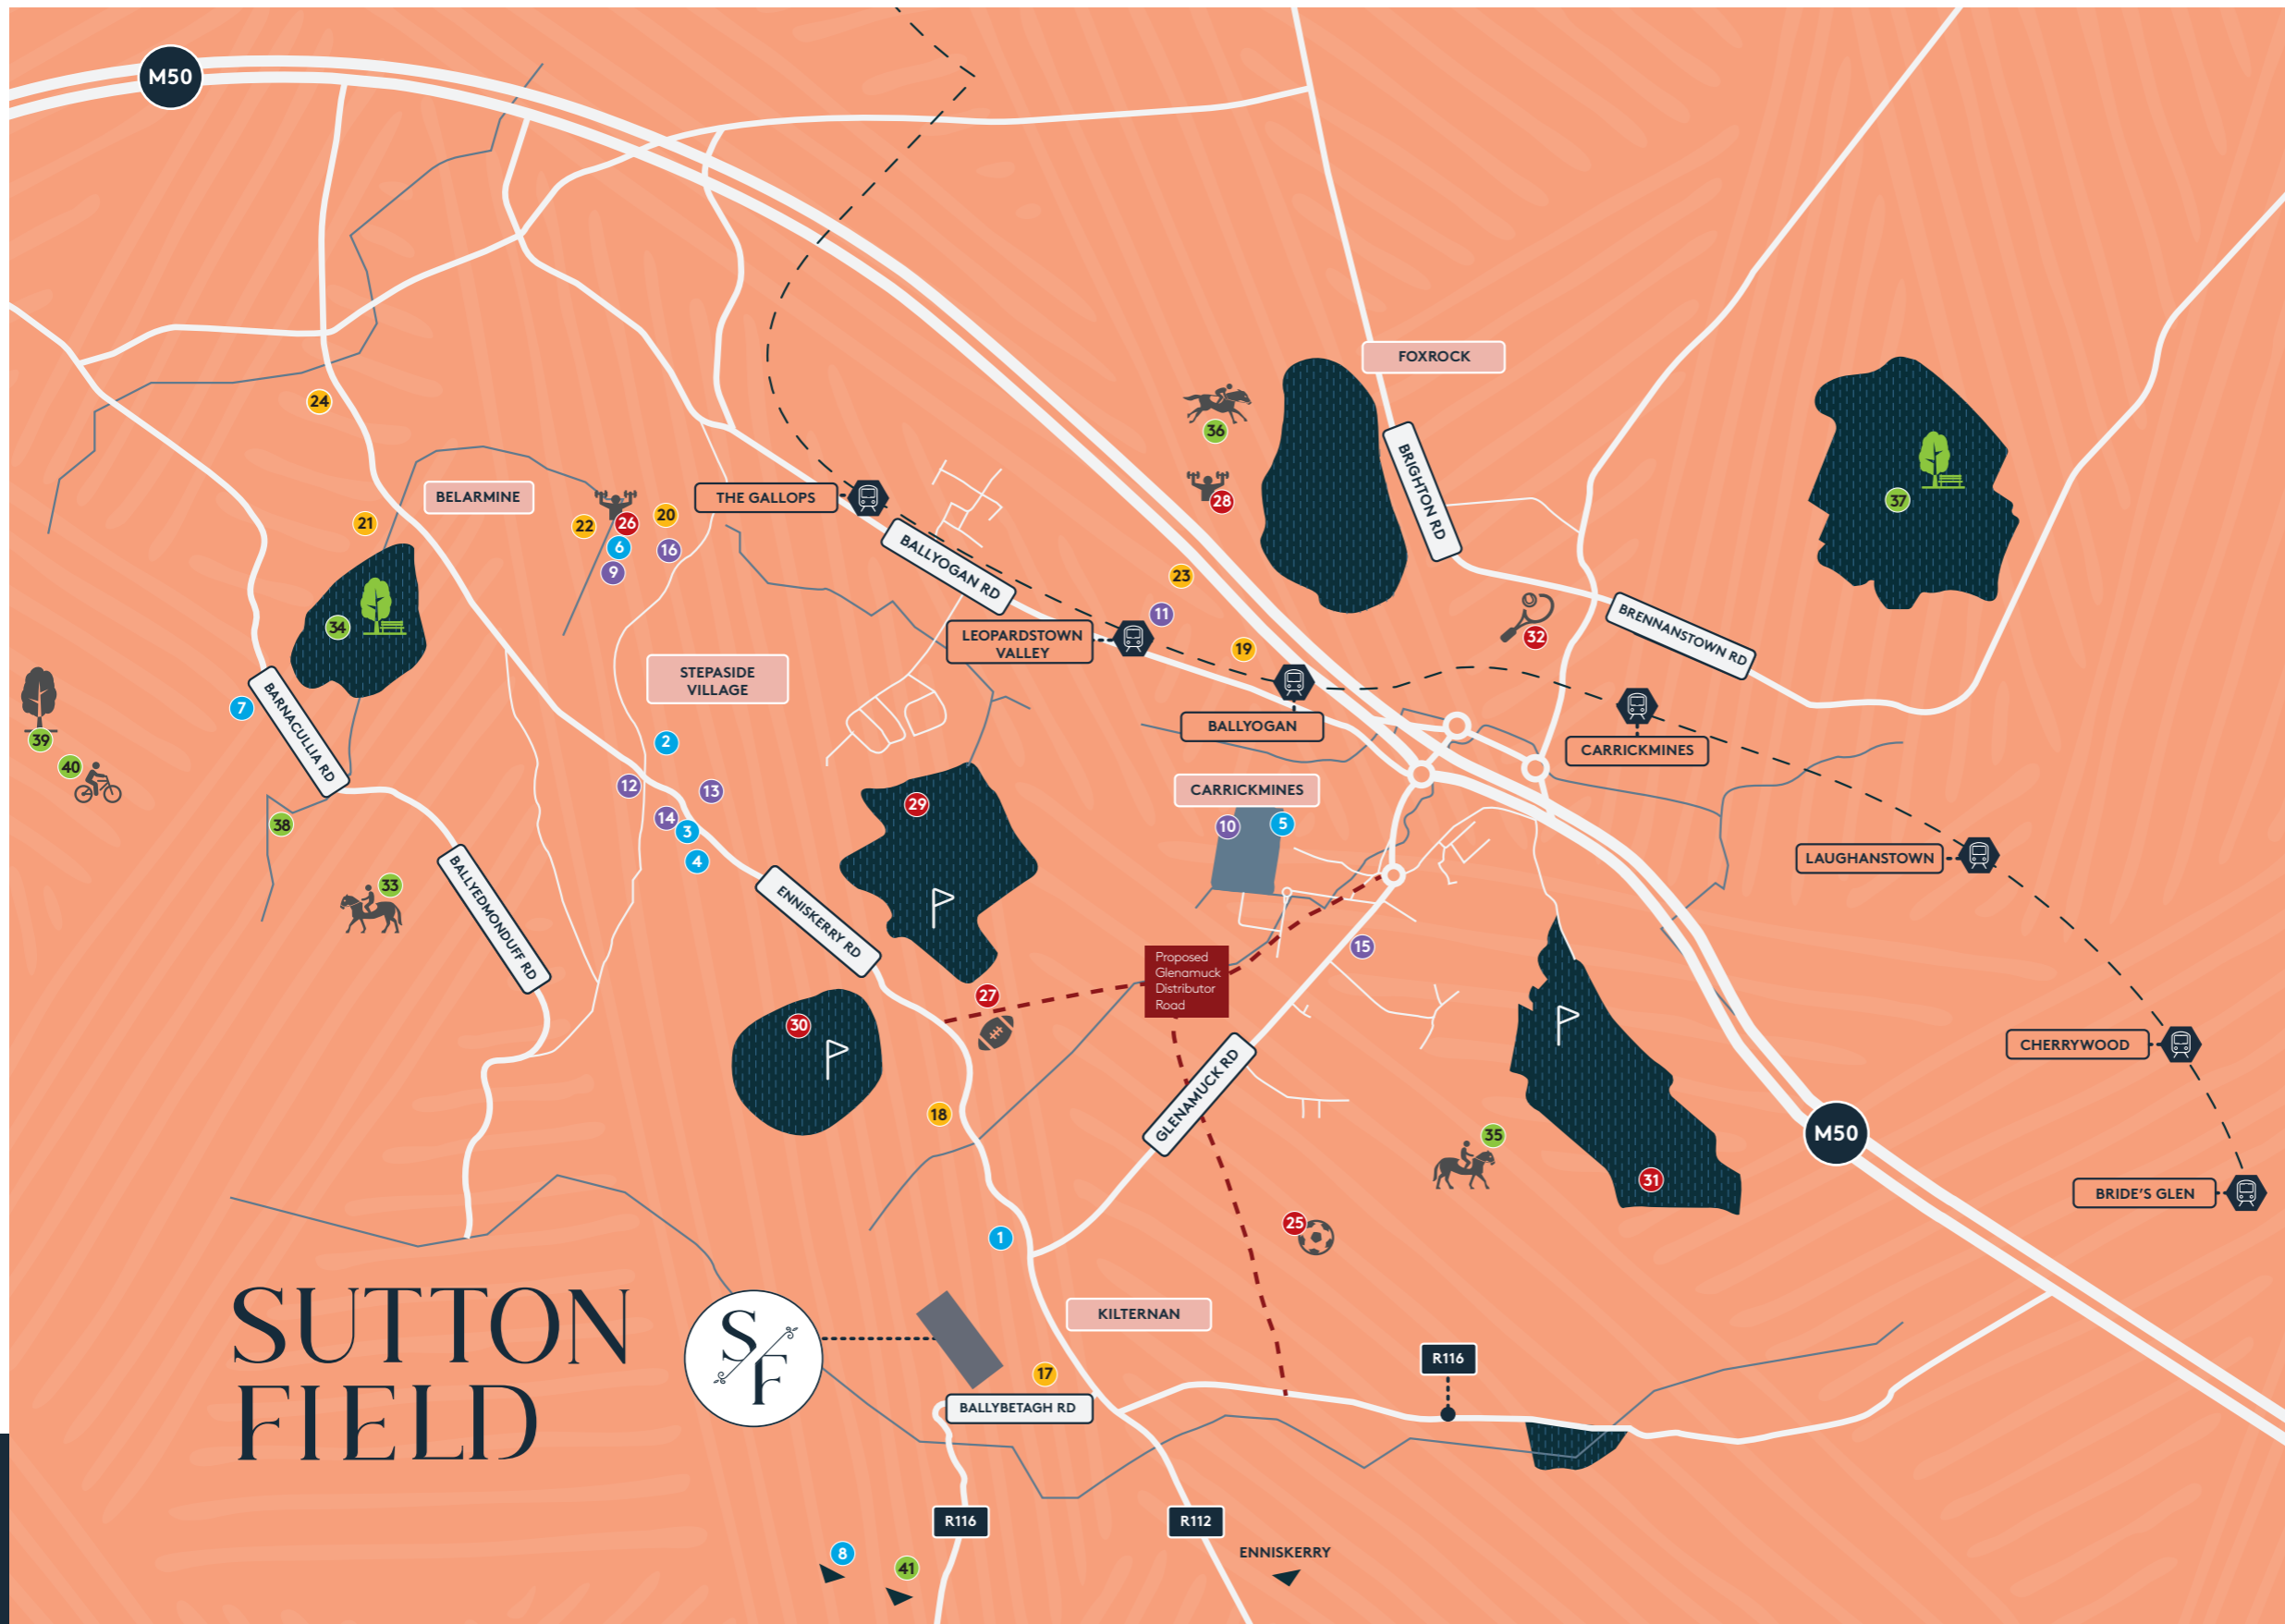 M50
FOXROCK
24
36
BRIGHTON RD
BELARMINE
THE GALLOPS
28
37
21
22
26
20
6
16
9
BALLYOGAN RD
23
11
34
LEOPARDSTOWN
VALLEY
19
32
BRENNANSTOWN RD
STEPASIDE
VILLAGE
7
BARNACULLIA RD
39
40
2
BALLYOGAN
CARRICKMINES
12
13
14
3
4
29
CARRICKMINES
10
5
38
33
BALLYEDMONDUFF RD
ENNISKERRY RD
LAUGHANSTOWN
15
Proposed
Glenamuck
Distributor
Road
27
30
CHERRYWOOD
GLENAMUCK RD
18
35
M50
31
BRIDE'S GLEN
25
1
SUTTON
FIELD
S
F
KILTERNAN
17
BALLYBETAGH RD
R116
R116
R112
8
41
ENNISKERRY